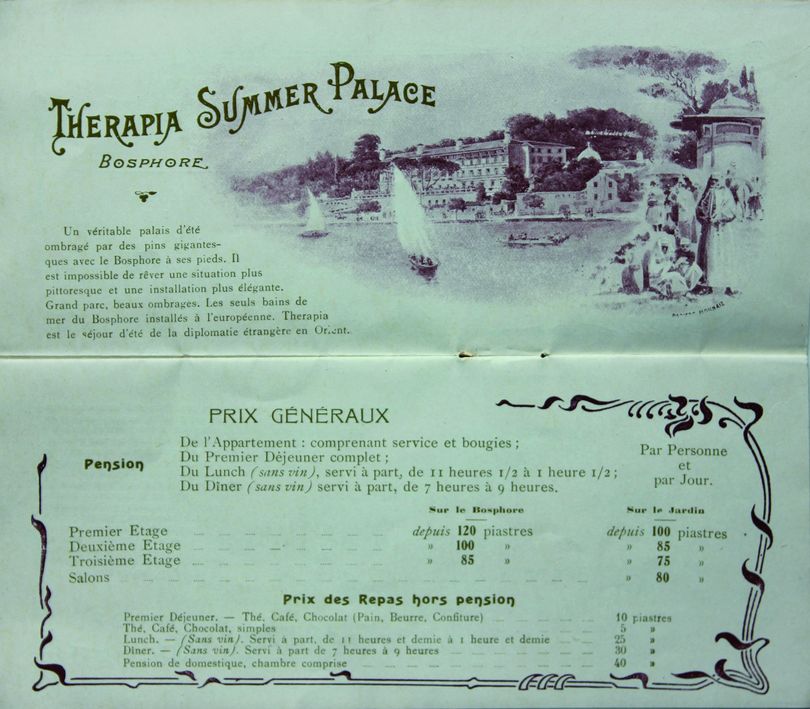 THERAPIA SUMMER PALACE
BOSPHORE
Un véritable palais d'été
ombragé par des pins gigantes-
ques avec le Bosphore à ses pieds. Il
est impossible de rêver une situation plus
pittoresque et une installation plus élégante.
Grand parc, beaux ombrages. Les seuls bains de
mer du Bosphore installés à l'européenne. Therapia
est le séjour d'été de la diplomatie étrangère en Orient.
PRIX GÉNÉRAUX
Pension
De l'Appartement : comprenant service et bougies ;
Du Premier Déjeuner complet ;
Du Lunch (sans vin), servi à part, de 11 heures 1/2 à 1 heure 1/2 ;
Du Dîner (sans vin) servi à part, de 7 heures à 9 heures.
Par Personne
et
par Jour.
Sur le Bosphore Sur le Jardin
Premier Etage depuis 120 piastres depuis 100 piastres
Deuxième Etage » 100 » » 85 »
Troisième Etage » 85 » » 75 »
Salons » 80 »
Prix des Repas hors pension
Premier Déjeuner. — Thé, Café, Chocolat (Pain, Beurre, Confiture) 10 piastres
Thé, Café, Chocolat, simples 5 »
Lunch. — (Sans vin). Servi à part, de 11 heures et demie à 1 heure et demie 25 »
Dîner. — (Sans vin). Servi à part de 7 heures à 9 heures 30 »
Pension de domestique, chambre comprise 40 »